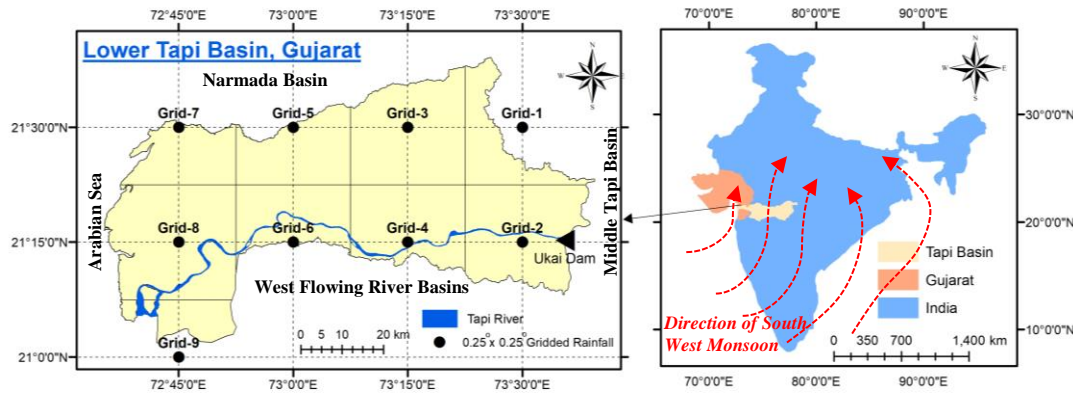 72°45'0"E 73°0'0"E 73°15'0"E 73°30'0"E
Lower Tapi Basin, Gujarat
Narmada Basin
N
W E
S
Grid-7 Grid-5 Grid-3 Grid-1
21°30'0"N
Arabian Sea
Middle Tapi Basin
Grid-8 Grid-6 Grid-4 Grid-2
21°15'0"N
Ukai Dam
West Flowing River Basins
Tapi River
0.25°x 0.25°Gridded Rainfall
0 5 10 20 km
Grid-9
21°0'0"N
72°45'0"E 73°0'0"E 73°15'0"E 73°30'0"E
70°0'0"E 80°0'0"E 90°0'0"E
N
W E
S
30°0'0"N
20°0'0"N
10°0'0"N
Tapi Basin
Gujarat
India
Direction of South
West Monsoon
0 350 700 1,400 km
70°0'0"E 80°0'0"E 90°0'0"E